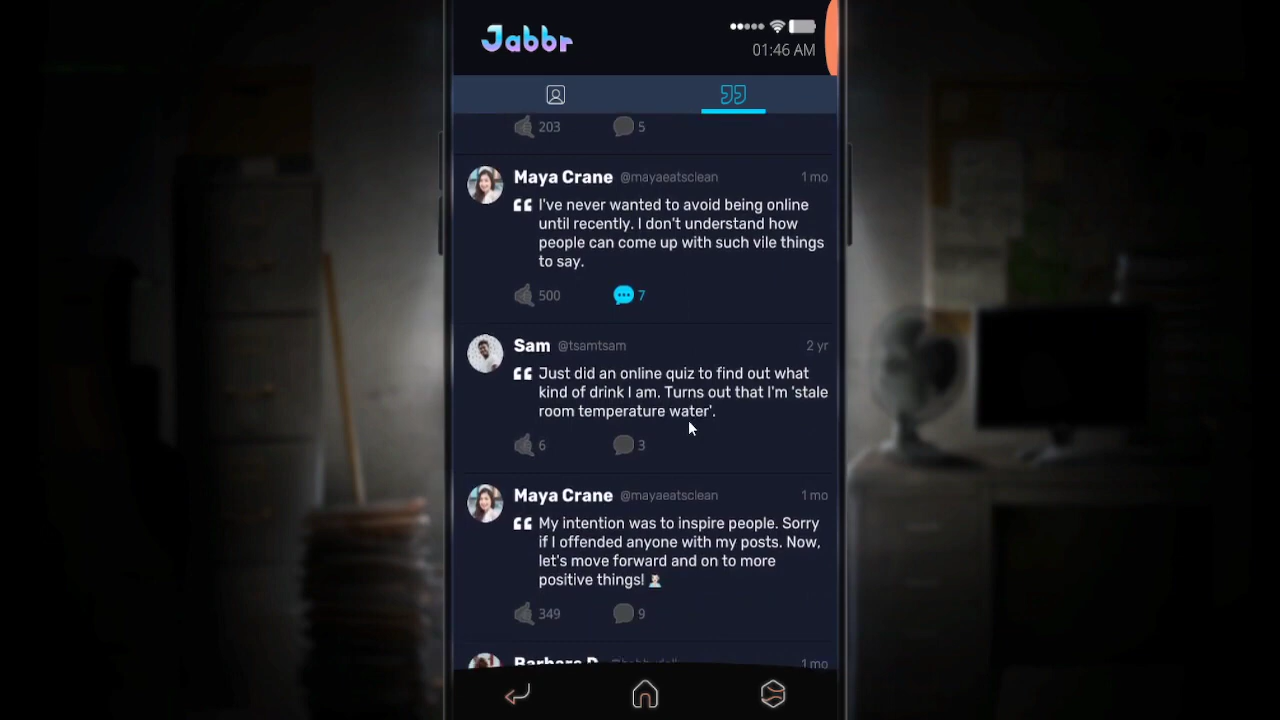 Jabbr
01:46 AM
203 5
Maya Crane @mayaeatsclean 1 mo
I've never wanted to avoid being online
until recently. I don't understand how
people can come up with such vile things
to say.
500 7
Sam @tsamtsam 2 yr
Just did an online quiz to find out what
kind of drink I am. Turns out that I'm 'stale
room temperature water'.
6 3
Maya Crane @mayaeatsclean 1 mo
My intention was to inspire people. Sorry
if I offended anyone with my posts. Now,
let's move forward and on to more
positive things!
349 9
Barbara D. 1 mo